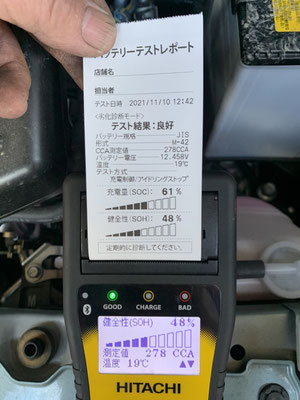 バッテリーテストレポート
店舗名
担当者
テスト日時 2021/11/10 12:42
<劣化診断モード>
テスト結果:良好
バッテリー規格 JIS
形式 M-42
CCA測定値 278CCA
バッテリー電圧 12.458V
温度 19℃
テスト方式
充電制御/アイドリングストップ
充電量(SOC): 61 %
健全性(SOH): 48 %
定期的に診断してください。
GOOD CHARGE BAD
健全性(SOH) 48%
測定値 278 CCA
温度 19℃ ▲▼
HITACHI